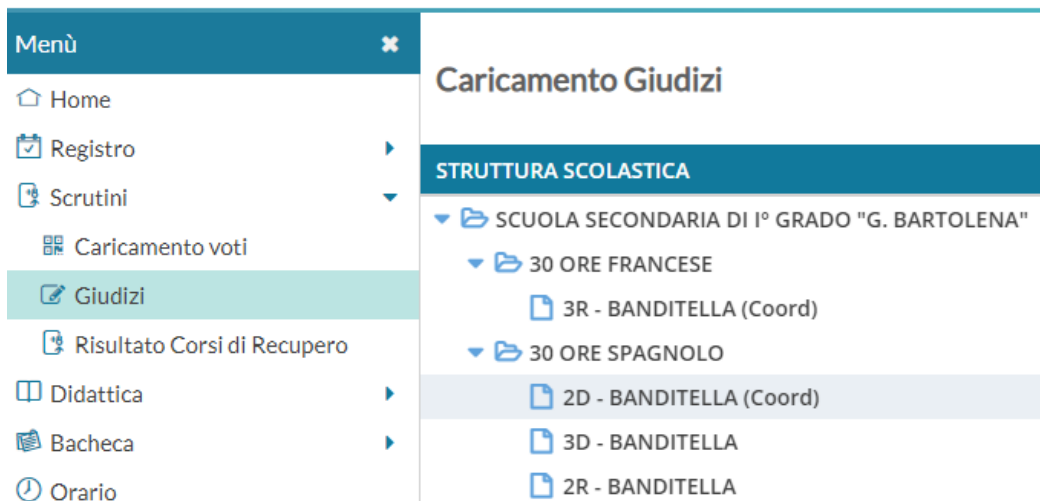 Menù
Home
Registro
Scrutini
Caricamento voti
Giudizi
Risultato Corsi di Recupero
Didattica
Bacheca
Orario
Caricamento Giudizi
STRUTTURA SCOLASTICA
SCUOLA SECONDARIA DI Iº GRADO "G. BARTOLENA"
30 ORE FRANCESE
3R - BANDITELLA (Coord)
30 ORE SPAGNOLO
2D - BANDITELLA (Coord)
3D - BANDITELLA
2R - BANDITELLA